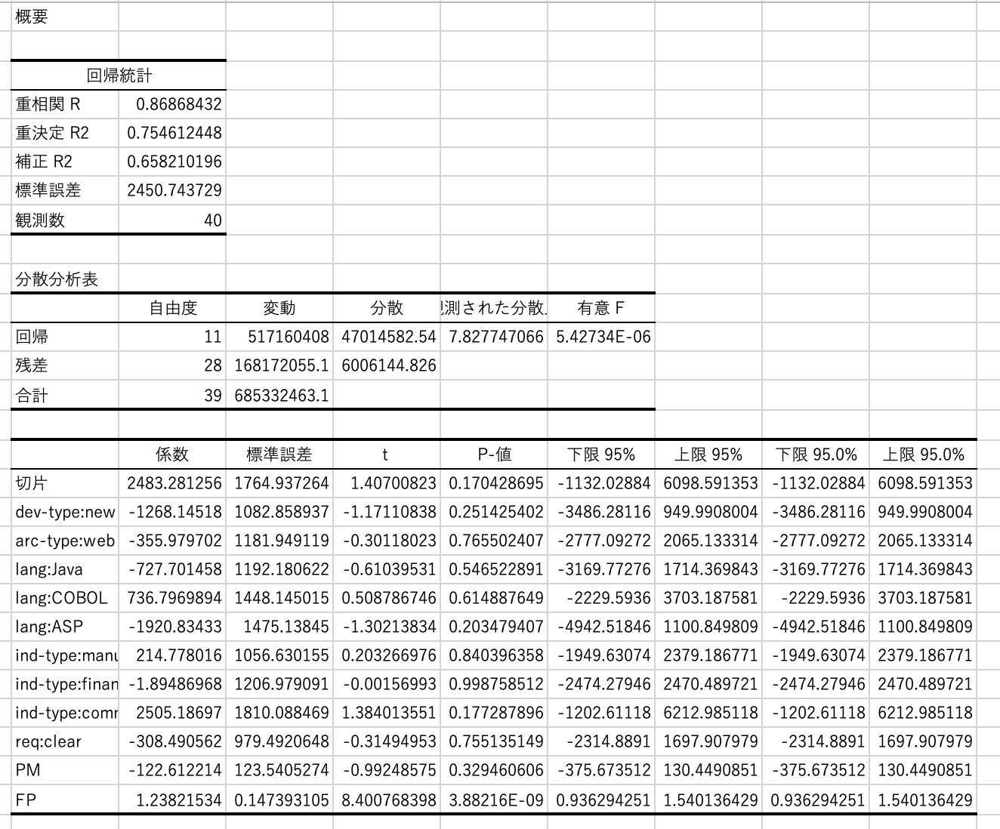 概要
回帰統計
重相関 R 0.86868432
重決定 R2 0.754612448
補正 R2 0.658210196
標準誤差 2450.743729
観測数 40
分散分析表
自由度 変動 分散 測された分散 有意 F
回帰 11 517160408 47014582.54 7.827747066 5.42734E-06
残差 28 168172055.1 6006144.826
合計 39 685332463.1
係数 標準誤差 t P-値 下限 95% 上限 95% 下限 95.0% 上限 95.0%
切片 2483.281256 1764.937264 1.40700823 0.170428695 -1132.02884 6098.591353 -1132.02884 6098.591353
dev-type:new -1268.14518 1082.858937 -1.17110838 0.251425402 -3486.28116 949.9908004 -3486.28116 949.9908004
arc-type:web -355.979702 1181.949119 -0.30118023 0.765502407 -2777.09272 2065.133314 -2777.09272 2065.133314
lang:Java -727.701458 1192.180622 -0.61039531 0.546522891 -3169.77276 1714.369843 -3169.77276 1714.369843
lang:COBOL 736.7969894 1448.145015 0.508786746 0.614887649 -2229.5936 3703.187581 -2229.5936 3703.187581
lang:ASP -1920.83433 1475.13845 -1.30213834 0.203479407 -4942.51846 1100.849809 -4942.51846 1100.849809
ind-type:manu 214.778016 1056.630155 0.203266976 0.840396358 -1949.63074 2379.186771 -1949.63074 2379.186771
ind-type:finan -1.89486968 1206.979091 -0.00156993 0.998758512 -2474.27946 2470.489721 -2474.27946 2470.489721
ind-type:comm 2505.18697 1810.088469 1.384013551 0.177287896 -1202.61118 6212.985118 -1202.61118 6212.985118
req:clear -308.490562 979.4920648 -0.31494953 0.755135149 -2314.8891 1697.907979 -2314.8891 1697.907979
PM -122.612214 123.5405274 -0.99248575 0.329460606 -375.673512 130.4490851 -375.673512 130.4490851
FP 1.23821534 0.147393105 8.400768398 3.88216E-09 0.936294251 1.540136429 0.936294251 1.540136429